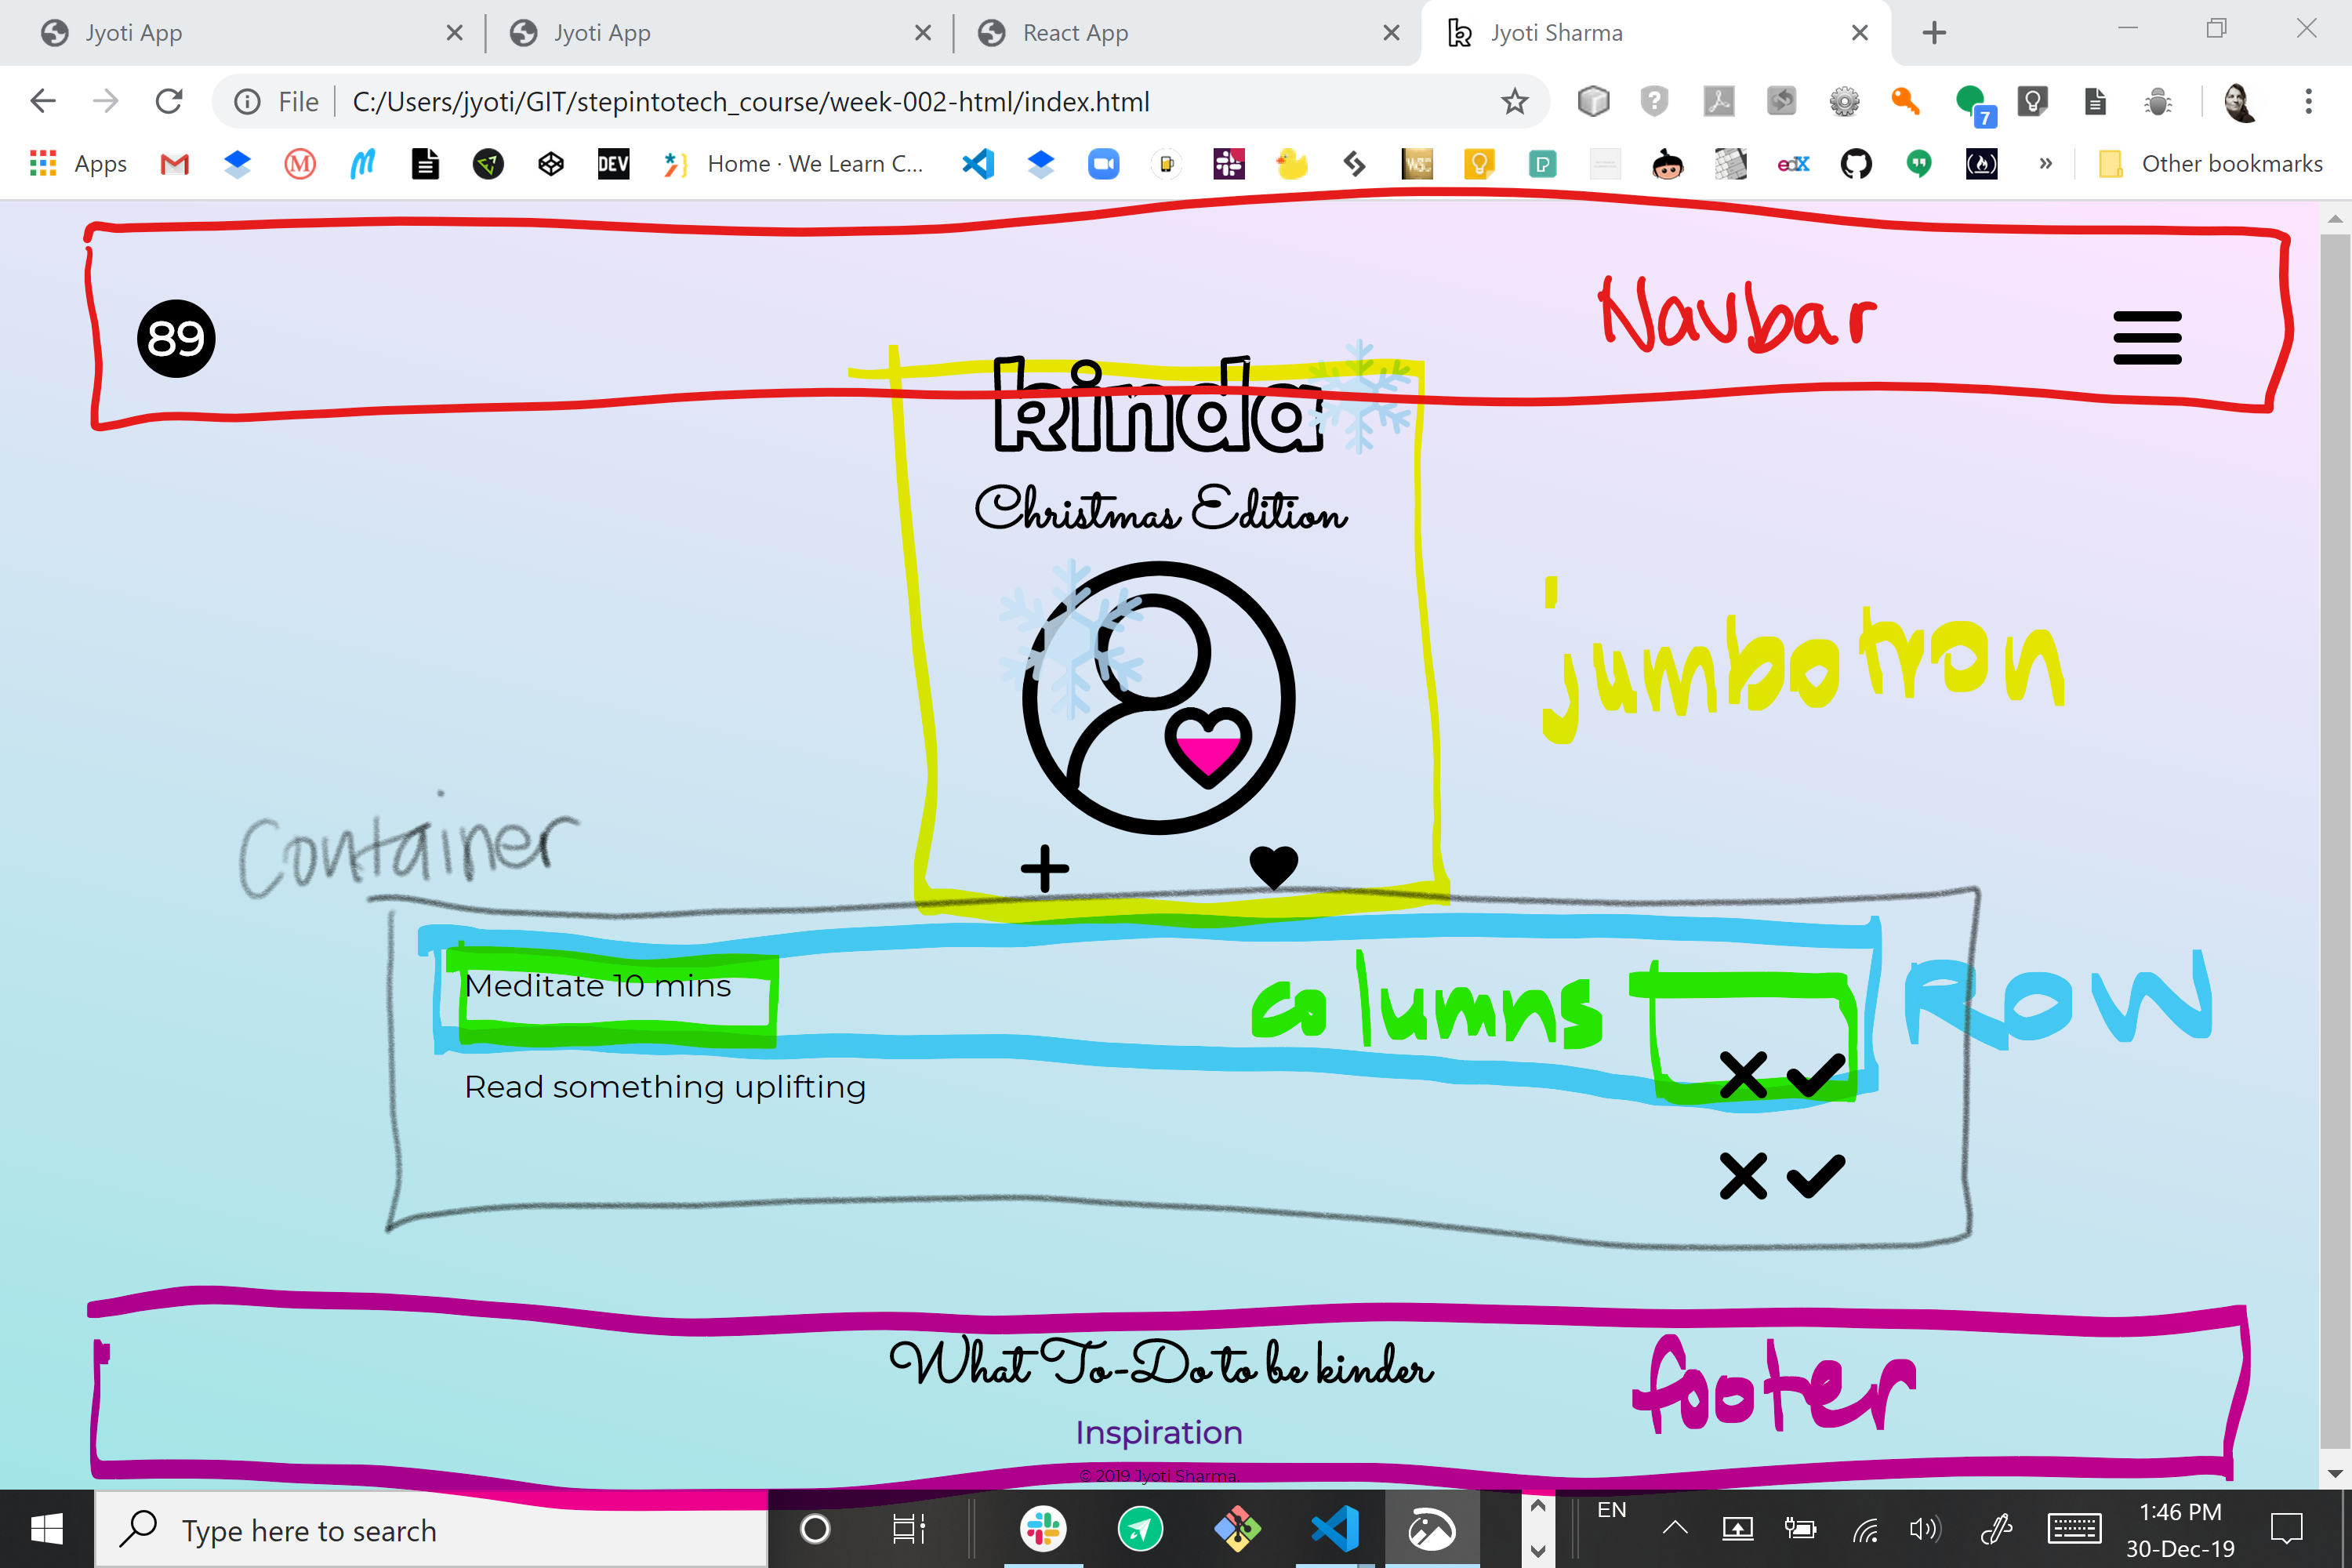 Jyoti App
Jyoti App
React App
Jyoti Sharma
File
C:/Users/jyoti/GIT/stepintotech_course/week-002-html/index.html
7
Apps
DEV
Home · We Learn C...
edX
Other bookmarks
89
Navbar
kinda
Christmas Edition
jumbotron
Container
Meditate 10 mins
columns
Row
Read something uplifting
What To-Do to be kinder
footer
Inspiration
© 2019 Jyoti Sharma.
Type here to search
EN
1:46 PM
30-Dec-19